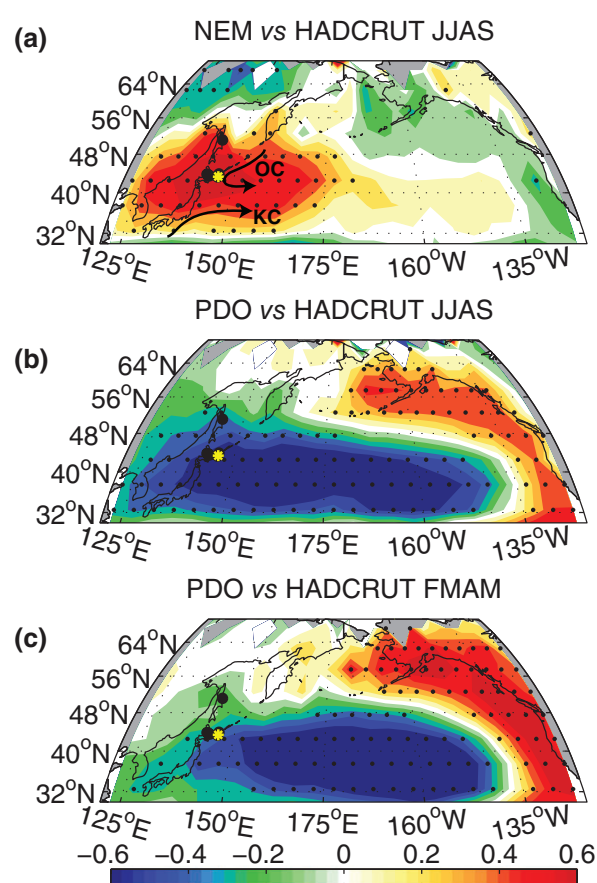 (a)
NEM vs HADCRUT JJAS
64°N
56°N
48°N
40°N
32°N
OC
KC
125°E
150°E
175°E
160°W
135°W
(b)
PDO vs HADCRUT JJAS
64°N
56°N
48°N
40°N
32°N
125°E
150°E
175°E
160°W
135°W
(c)
PDO vs HADCRUT FMAM
64°N
56°N
48°N
40°N
32°N
125°E
150°E
175°E
160°W
135°W
−0.6 −0.4 −0.2 0 0.2 0.4 0.6